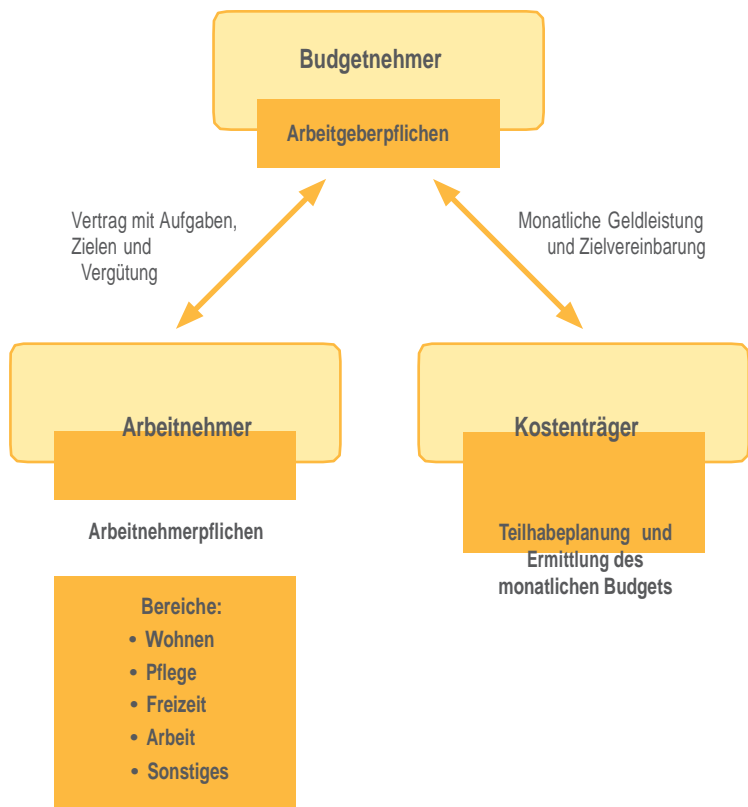 Budgetnehmer
Arbeitgeberpflichen
Vertrag mit Aufgaben,
Zielen und
Vergütung
Monatliche Geldleistung
und Zielvereinbarung
Arbeitnehmer
Kostenträger
Arbeitnehmerpflichen
Teilhabeplanung und
Ermittlung des
monatlichen Budgets
Bereiche:
• Wohnen
• Pflege
• Freizeit
• Arbeit
• Sonstiges